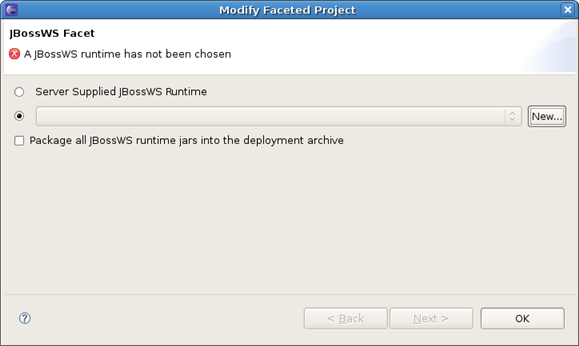 Modify Faceted Project
JBossWS Facet
A JBossWS runtime has not been chosen
Server Supplied JBossWS Runtime
New...
Package all JBossWS runtime jars into the deployment archive
< Back
Next >
OK